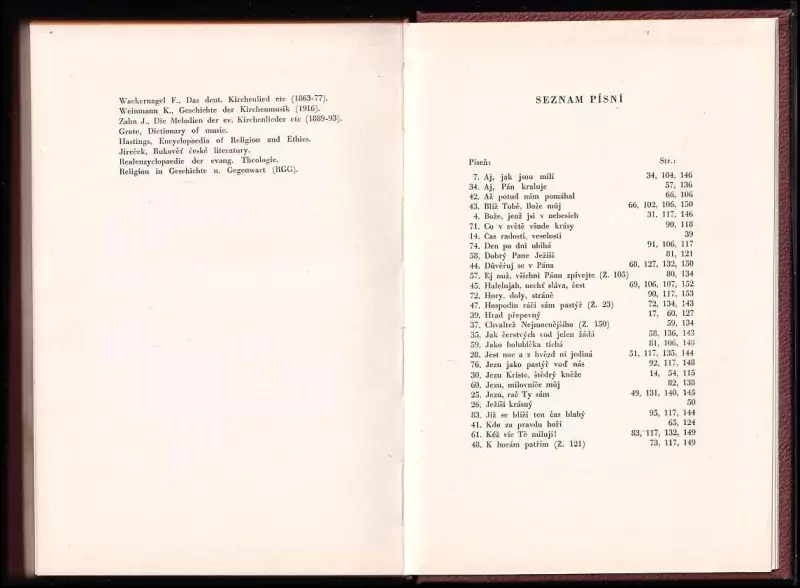 Wackernagel F., Das deut. Kirchenlied etc (1863-77).
Weinmann K., Geschichte der Kirchenmusik (1916).
Zahn J., Die Melodien der ev. Kirchenlieder etc (1889-93).
Grote, Dictionary of music.
Hastings, Encyclopaedia of Religion and Ethics.
Jireček, Rukověť české literatury.
Realenzyclopaedie der evang. Theologie.
Religion in Geschichte u. Gegenwart (RGG).
SEZNAM PÍSNÍ
Píseň: Str.:
7. Aj, jak jsou milí 34, 104, 146
34. Aj, Pán kraluje 57, 136
42. Až potud nám pomáhal 66, 106
43. Blíž Tobě, Bože můj 66, 102, 106, 150
4. Bože, jenž jsi v nebesích 31, 117, 146
71. Co v světě všude krásy 90, 118
14. Čas radosti, veselosti 39
74. Den po dni ubíhá 91, 106, 117
58. Dobrý Pane Ježíši 81, 121
44. Důvěřuj se v Pána 68, 127, 132, 150
57. Ej nuž, všichni Pánu zpívejte (Ž. 105) 80, 134
45. Halelujah, nechť sláva, čest 69, 106, 107, 152
72. Hory, doly, stráně 90, 117, 153
47. Hospodin ráčí sám pastýř (Ž. 23) 72, 134, 143
39. Hrad přepevný 17, 60, 127
37. Chvaltež Nejmocnějšího (Ž. 150) 59, 134
35. Jak čerstvých vod jelen žádá 58, 136, 143
59. Jako holubička tichá 81, 106, 148
28. Jest noc a z hvězd ni jediná 51, 117, 135, 144
76. Jezu jako pastýř voď nás 92, 117, 148
30. Jezu Kriste, štědrý kněže 14, 54, 115
60. Jezu, milovníče můj 82, 138
25. Jezu, rač Ty sám 49, 131, 140, 145
26. Ježíši krásný 50
83. Již se blíží ten čas blahý 95, 117, 144
41. Kdo za pravdu hoří 65, 124
61. Kéž víc Tě miluji! 83, 117, 132, 149
48. K horám patřím (Ž. 121) 73, 117, 149